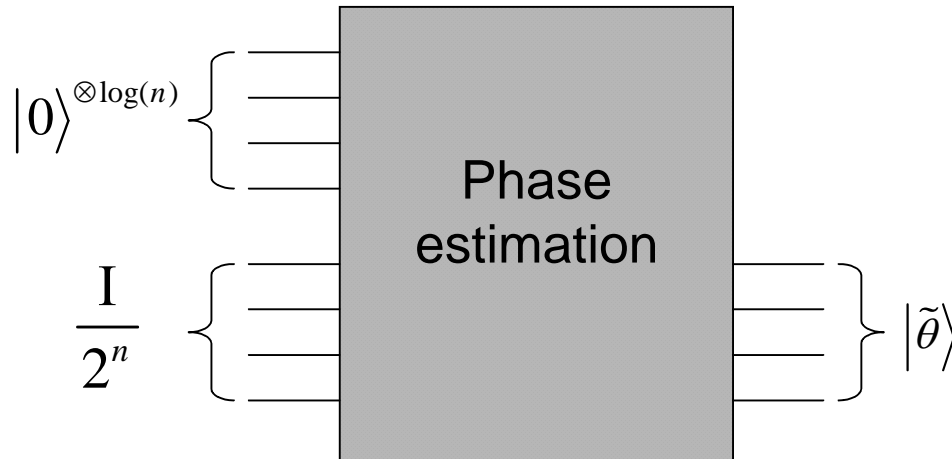 |0⟩^{⊗log(n)}
Phase
estimation
I
2^n
|θ̃⟩